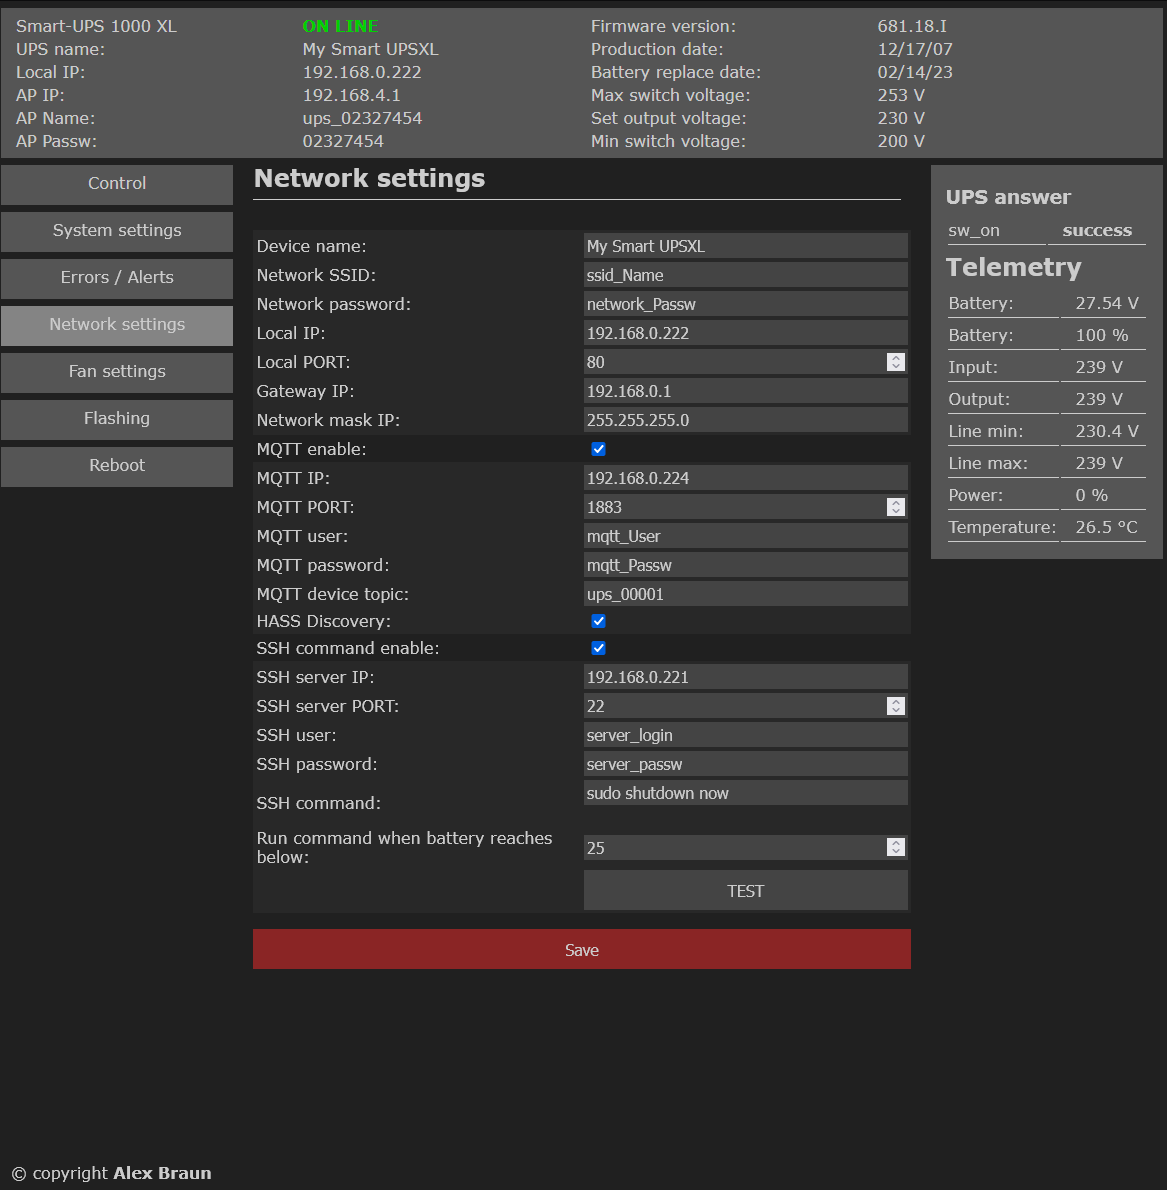 Smart-UPS 1000 XL ON LINE Firmware version: 681.18.I
UPS name: My Smart UPSXL Production date: 12/17/07
Local IP: 192.168.0.222 Battery replace date: 02/14/23
AP IP: 192.168.4.1 Max switch voltage: 253 V
AP Name: ups_02327454 Set output voltage: 230 V
AP Passw: 02327454 Min switch voltage: 200 V
Control
System settings
Errors / Alerts
Network settings
Fan settings
Flashing
Reboot
Network settings
Device name: My Smart UPSXL
Network SSID: ssid_Name
Network password: network_Passw
Local IP: 192.168.0.222
Local PORT: 80
Gateway IP: 192.168.0.1
Network mask IP: 255.255.255.0
MQTT enable:
MQTT IP: 192.168.0.224
MQTT PORT: 1883
MQTT user: mqtt_User
MQTT password: mqtt_Passw
MQTT device topic: ups_00001
HASS Discovery:
SSH command enable:
SSH server IP: 192.168.0.221
SSH server PORT: 22
SSH user: server_login
SSH password: server_passw
SSH command: sudo shutdown now
Run command when battery reaches
below: 25
TEST
Save
UPS answer
sw_on success
Telemetry
Battery: 27.54 V
Battery: 100 %
Input: 239 V
Output: 239 V
Line min: 230.4 V
Line max: 239 V
Power: 0 %
Temperature: 26.5 °C
© copyright Alex Braun